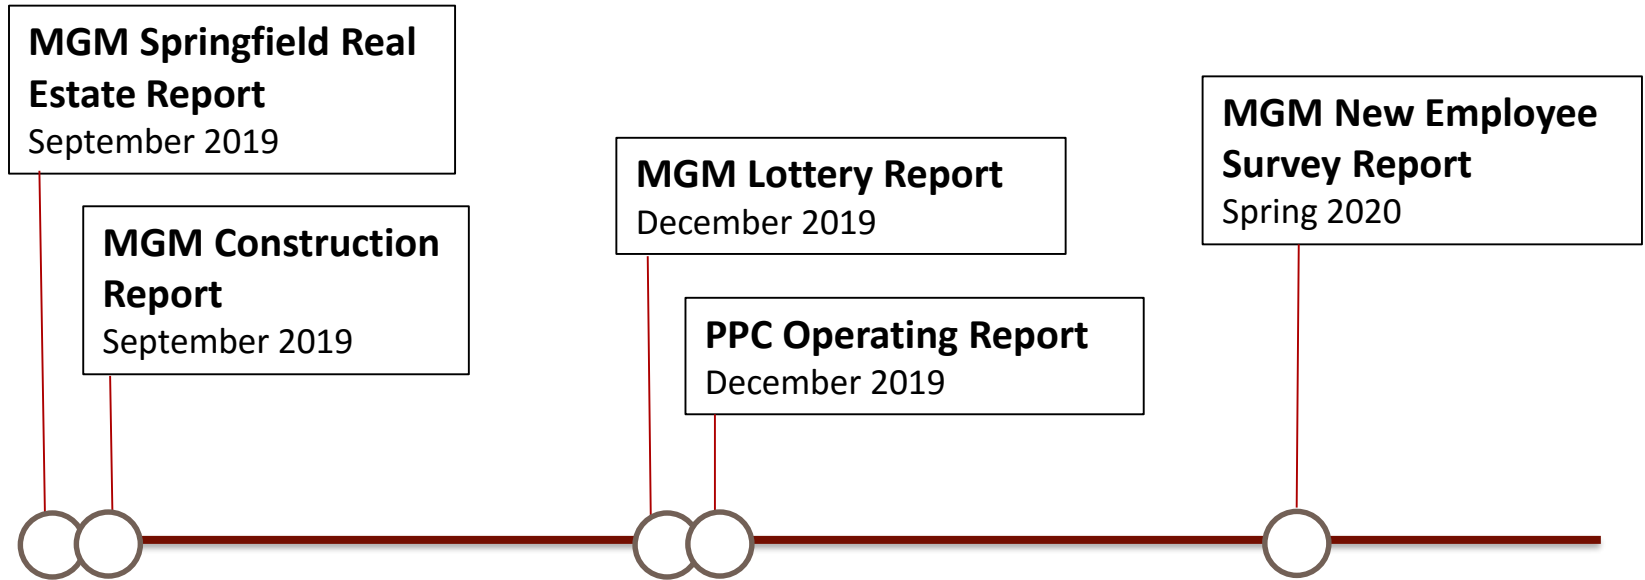 MGM Springfield Real
Estate Report
September 2019
MGM Construction
Report
September 2019
MGM Lottery Report
December 2019
PPC Operating Report
December 2019
MGM New Employee
Survey Report
Spring 2020